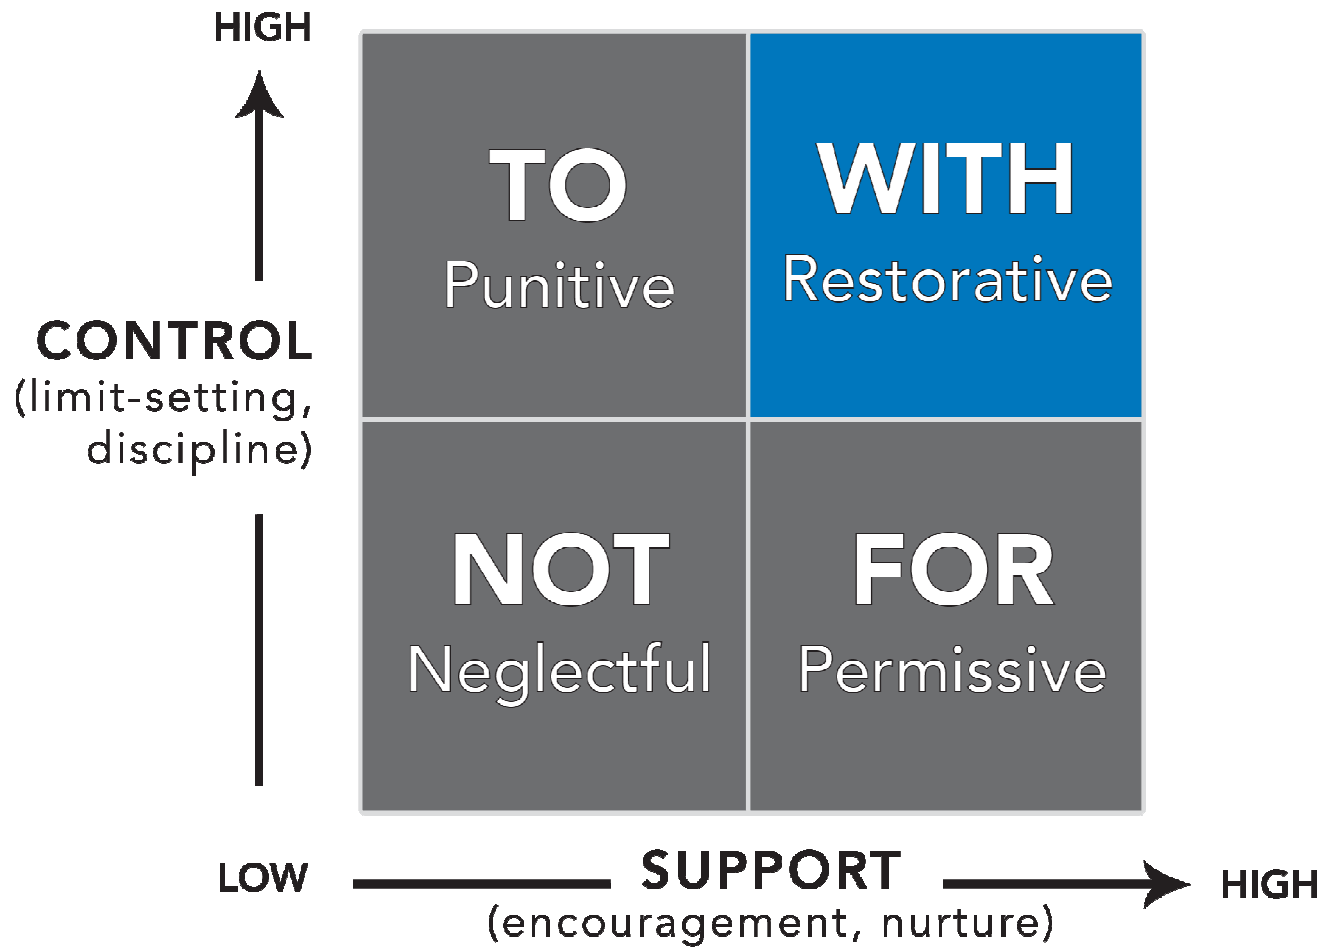 HIGH
TO
Punitive
WITH
Restorative
CONTROL
(limit-setting,
discipline)
NOT
Neglectful
FOR
Permissive
LOW
SUPPORT
(encouragement, nurture)
HIGH